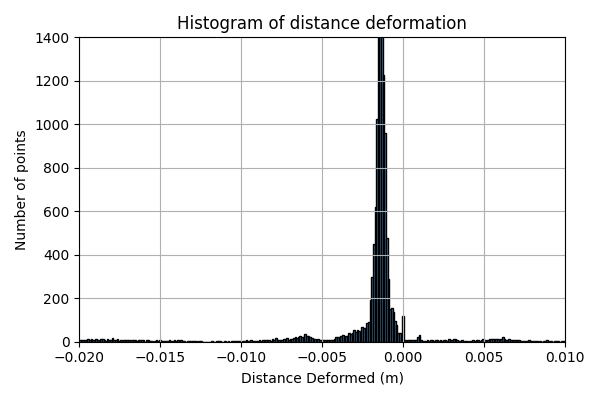 Histogram of distance deformation
1400
1200
1000
800
600
400
200
0
Number of points
−0.020 −0.015 −0.010 −0.005 0.000 0.005 0.010
Distance Deformed (m)